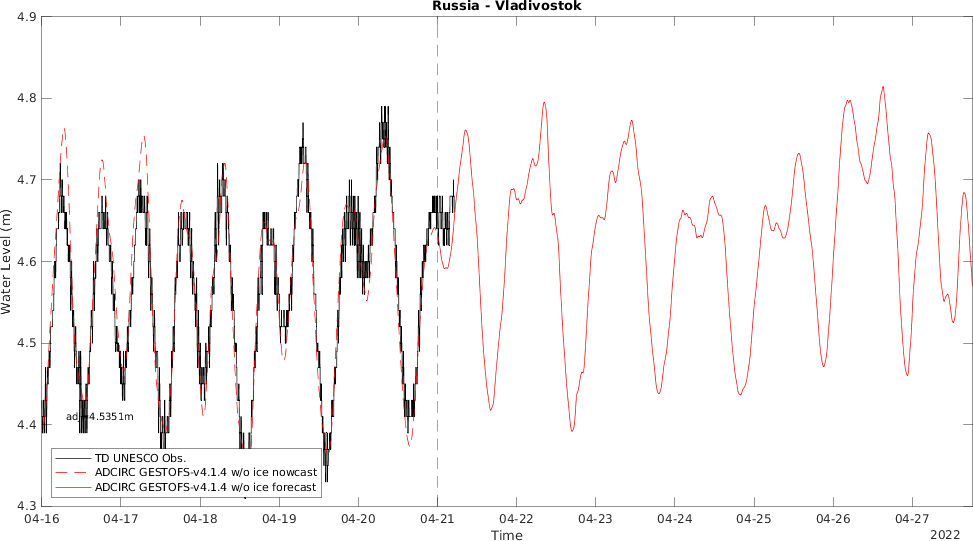 Russia - Vladivostok
4.9
4.8
4.7
4.6
4.5
4.4
4.3
Water Level (m)
adj=4.5351m
TD UNESCO Obs.
ADCIRC GESTOFS-v4.1.4 w/o ice nowcast
ADCIRC GESTOFS-v4.1.4 w/o ice forecast
04-16 04-17 04-18 04-19 04-20 04-21 04-22 04-23 04-24 04-25 04-26 04-27
Time
2022